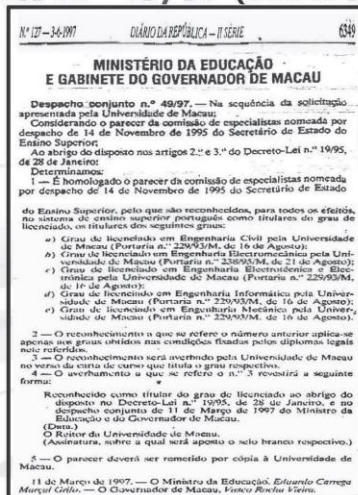 N.º 127 — 3-6-1997 DIÁRIO DA REPÚBLICA — II SÉRIE 6349
MINISTÉRIO DA EDUCAÇÃO
E GABINETE DO GOVERNADOR DE MACAU
Despacho conjunto n.º 49/97. — Na sequência da solicitação
apresentada pela Universidade de Macau;
Considerando o parecer da comissão de especialistas nomeada por
despacho de 14 de Novembro de 1995 do Secretário de Estado do
Ensino Superior;
Ao abrigo do disposto nos artigos 2.º e 3.º do Decreto-Lei n.º 19/95,
de 28 de Janeiro:
Determinamos:
1 — É homologado o parecer da comissão de especialistas nomeada
por despacho de 14 de Novembro de 1995 do Secretário de Estado
do Ensino Superior, pelo que são reconhecidos, para todos os efeitos,
no sistema de ensino superior português como titulares do grau de
licenciado, os titulares dos seguintes graus:
a) Grau de licenciado em Engenharia Civil pela Universidade
de Macau (Portaria n.º 229/93/M, de 16 de Agosto);
b) Grau de licenciado em Engenharia Electromecânica pela Uni-
versidade de Macau (Portaria n.º 238/93/M, de 21 de Agosto);
c) Grau de licenciado em Engenharia Electrotécnica e Elec-
trónica pela Universidade de Macau (Portaria n.º 229/93/M,
de 16 de Agosto);
d) Grau de licenciado em Engenharia Informática pela Univer-
sidade de Macau (Portaria n.º 229/93/M, de 16 de Agosto);
e) Grau de licenciado em Engenharia Mecânica pela Univer-
sidade de Macau (Portaria n.º 229/93/M, de 16 de Agosto).
2 — O reconhecimento a que se refere o número anterior aplica-se
apenas aos graus obtidos nas condições fixadas pelos diplomas legais
nele referidos.
3 — O reconhecimento será averbado pela Universidade de Macau
no verso da carta de curso que titula o grau respectivo.
4 — O averbamento a que se refere o n.º 3 revestirá a seguinte
forma:
Reconhecido como titular do grau de licenciado ao abrigo do
disposto no Decreto-Lei n.º 19/95, de 28 de Janeiro, e no
despacho conjunto de 11 de Março de 1997 do Ministro da
Educação e do Governador de Macau.
(Data.)
O Reitor da Universidade de Macau.
(Assinatura, sobre a qual será aposto o selo branco respectivo.)
5 — O parecer deverá ser remetido por cópia à Universidade de
Macau.
11 de Março de 1997. — O Ministro da Educação, Eduardo Carrega
Marçal Grilo. — O Governador de Macau, Vasco Rocha Vieira.